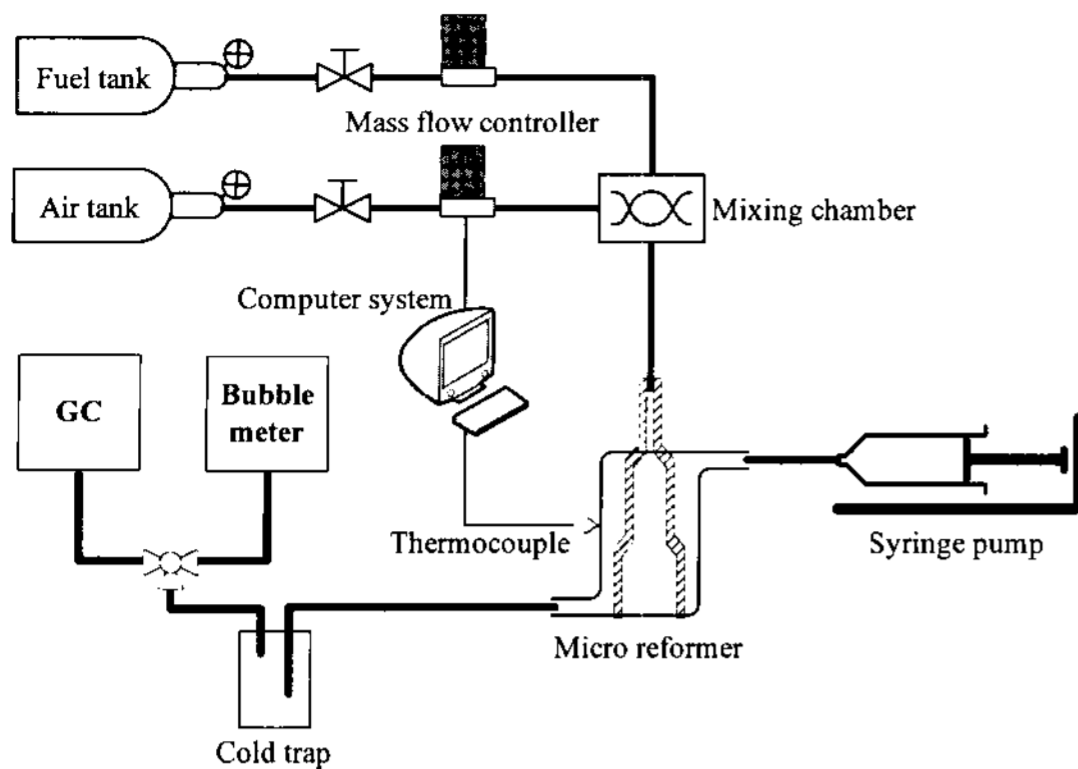 Fuel tank
Mass flow controller
Air tank
Mixing chamber
Computer system
GC
Bubble
meter
Thermocouple
Syringe pump
Micro reformer
Cold trap